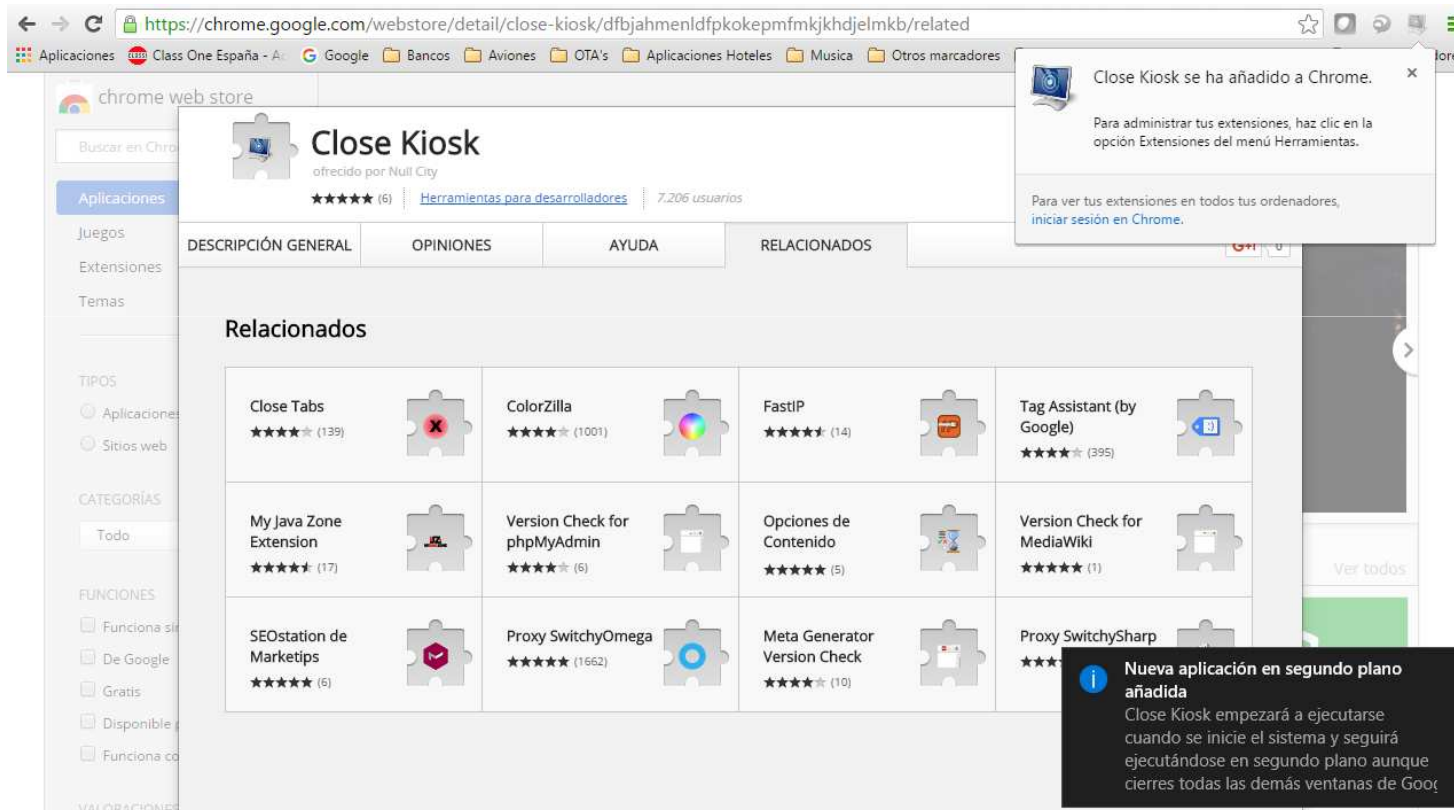 https://chrome.google.com/webstore/detail/close-kiosk/dfbjahmenldfpkokepmfmkjkhdjelmkb/related
Aplicaciones Class One España - A Google Bancos Aviones OTA's Aplicaciones Hoteles Musica Otros marcadores
Close Kiosk se ha añadido a Chrome.
Para administrar tus extensiones, haz clic en la
opción Extensiones del menú Herramientas.
Para ver tus extensiones en todos tus ordenadores,
iniciar sesión en Chrome.
chrome web store
Buscar en Chro
Aplicaciones
Juegos
Extensiones
Temas
TIPOS
Aplicaciones
Sitios web
CATEGORÍAS
Todo
FUNCIONES
Funciona sin
De Google
Gratis
Disponible p
Funciona co
VALORACIONES
Close Kiosk
ofrecido por Null City
★★★★★ (6) Herramientas para desarrolladores 7.206 usuarios
DESCRIPCIÓN GENERAL OPINIONES AYUDA RELACIONADOS
G+1 0
Relacionados
Close Tabs
(139)
ColorZilla
(1001)
FastIP
(14)
Tag Assistant (by
Google)
(395)
My Java Zone
Extension
(17)
Version Check for
phpMyAdmin
(6)
Opciones de
Contenido
(5)
Version Check for
MediaWiki
(1)
SEOstation de
Marketips
(6)
Proxy SwitchyOmega
(1662)
Meta Generator
Version Check
(10)
Proxy SwitchySharp
Ver todos
Nueva aplicación en segundo plano
añadida
Close Kiosk empezará a ejecutarse
cuando se inicie el sistema y seguirá
ejecutándose en segundo plano aunque
cierres todas las demás ventanas de Goog